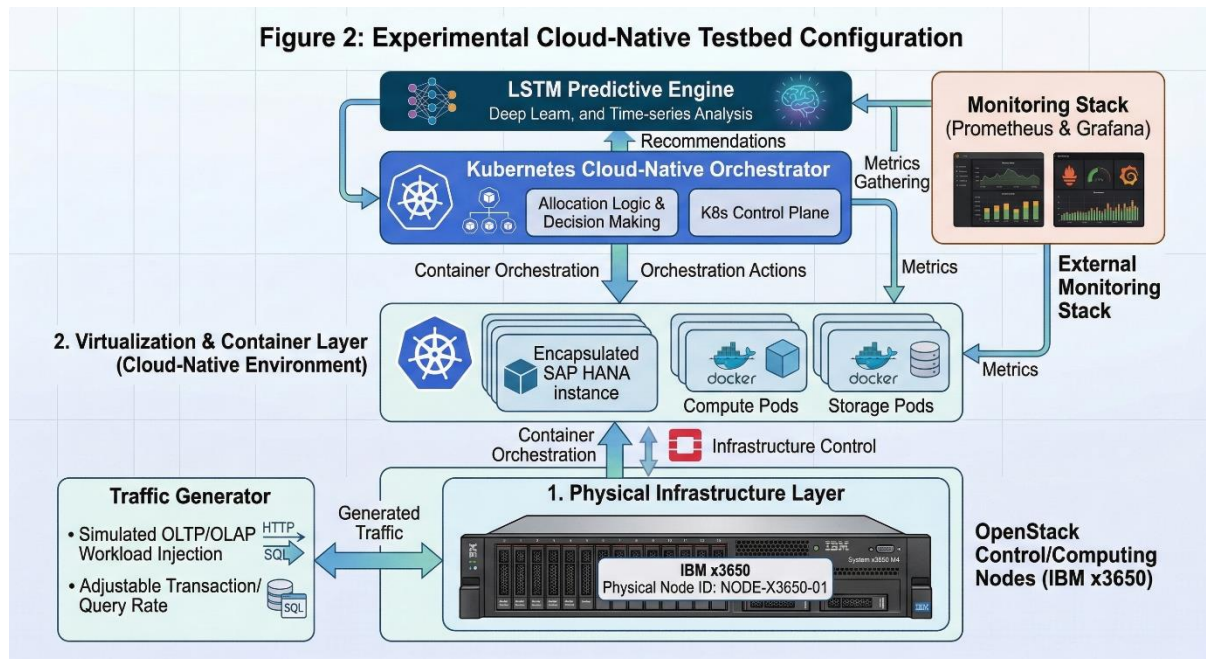 Figure 2: Experimental Cloud-Native Testbed Configuration
LSTM Predictive Engine
Deep Learn, and Time-series Analysis
Recommendations
Kubernetes Cloud-Native Orchestrator
Allocation Logic &
Decision Making
K8s Control Plane
Metrics
Gathering
Monitoring Stack
(Prometheus & Grafana)
External
Monitoring
Stack
Container Orchestration
Orchestration Actions
Metrics
Metrics
2. Virtualization & Container Layer
(Cloud-Native Environment)
Encapsulated
SAP HANA
instance
docker
Compute Pods
docker
Storage Pods
Container
Orchestration
Infrastructure Control
Traffic Generator
• Simulated OLTP/OLAP
Workload Injection
HTTP
SQL
• Adjustable Transaction/
Query Rate
SQL
Generated
Traffic
1. Physical Infrastructure Layer
IBM
System x3650 M4
IBM x3650
Physical Node ID: NODE-X3650-01
IBM
OpenStack
Control/Computing
Nodes (IBM x3650)